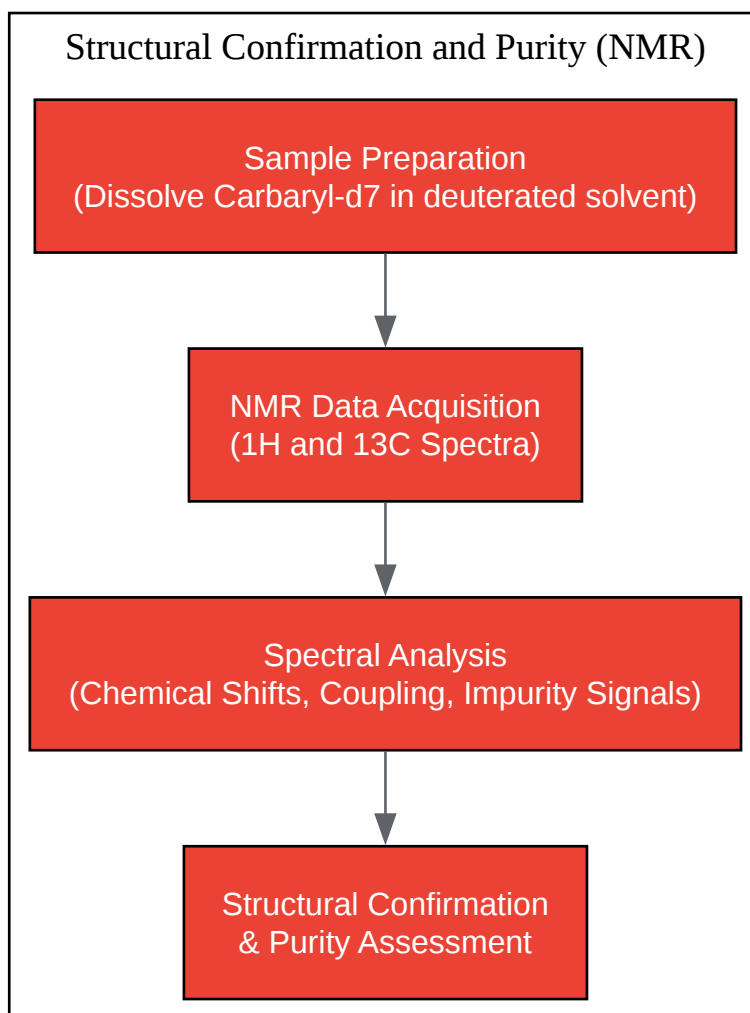 Structural Confirmation and Purity (NMR)
Sample Preparation
(Dissolve Carbaryl-d7 in deuterated solvent)
NMR Data Acquisition
(1H and 13C Spectra)
Spectral Analysis
(Chemical Shifts, Coupling, Impurity Signals)
Structural Confirmation
& Purity Assessment